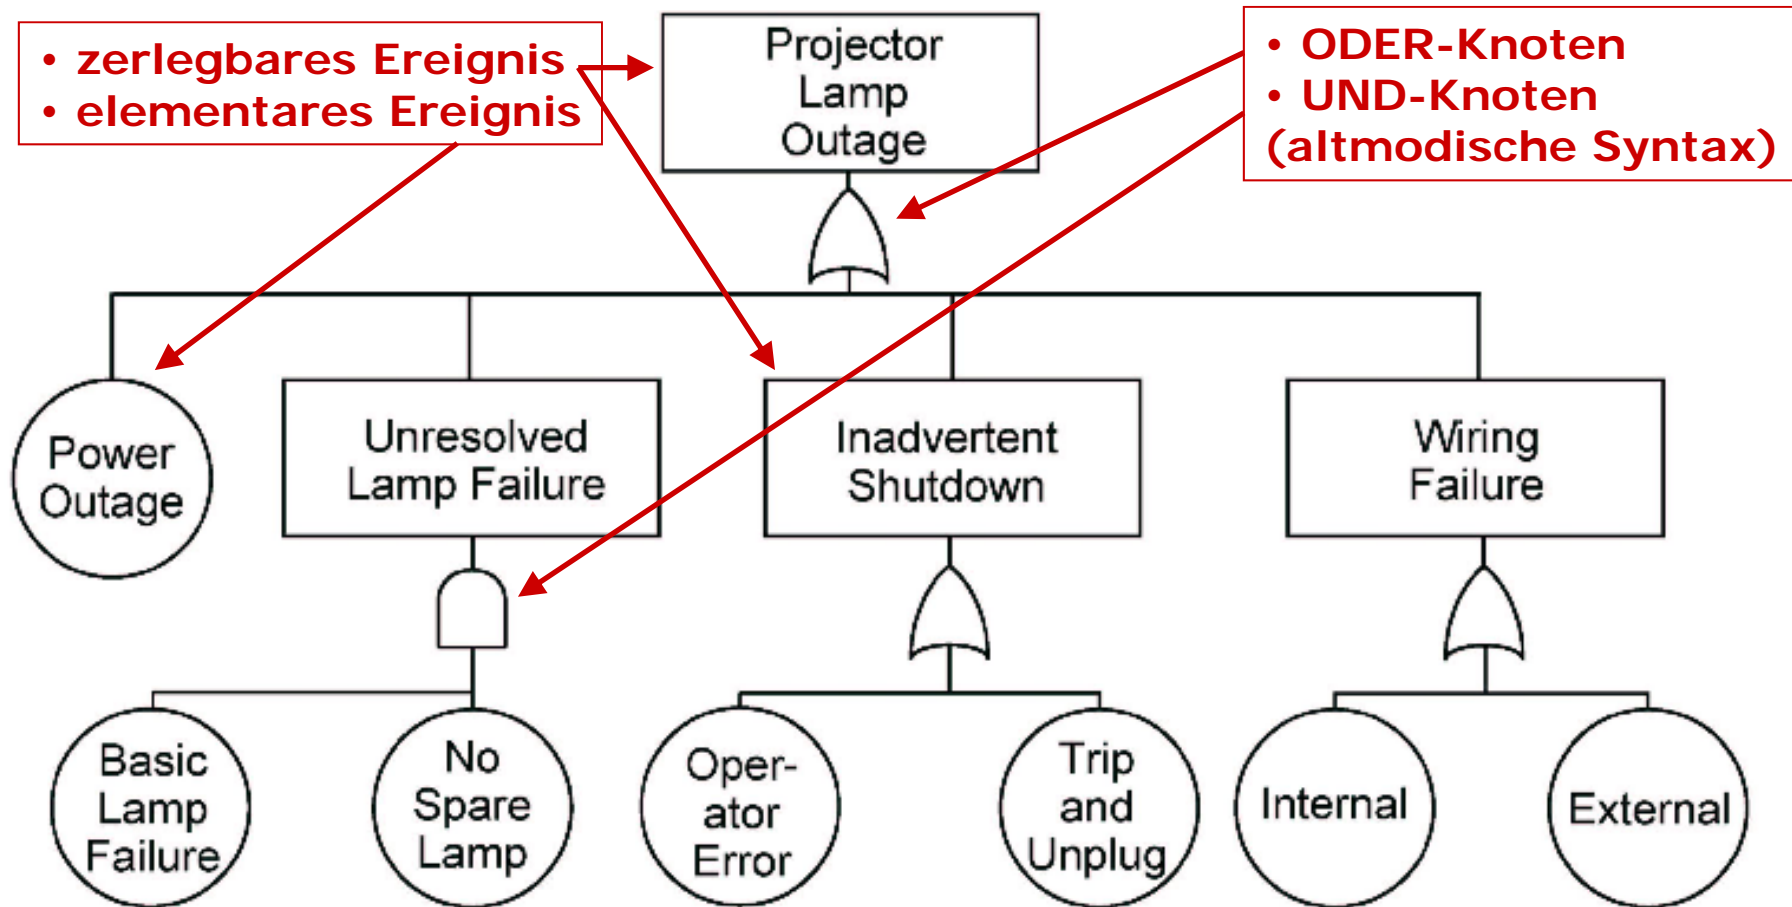 • zerlegbares Ereignis
• elementares Ereignis
Projector
Lamp
Outage
• ODER-Knoten
• UND-Knoten
(altmodische Syntax)
Power
Outage
Unresolved
Lamp Failure
Inadvertent
Shutdown
Wiring
Failure
Basic
Lamp
Failure
No
Spare
Lamp
Oper-
ator
Error
Trip
and
Unplug
Internal
External